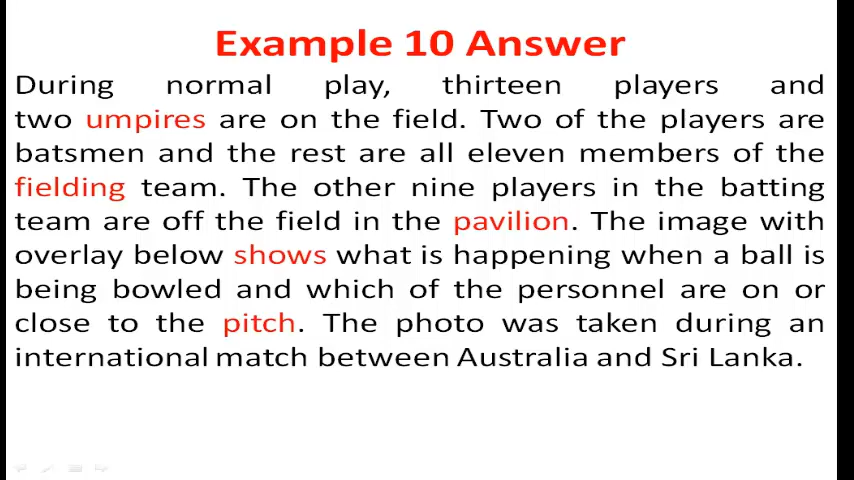 Example 10 Answer
During normal play, thirteen players and
two umpires are on the field. Two of the players are
batsmen and the rest are all eleven members of the
fielding team. The other nine players in the batting
team are off the field in the pavilion. The image with
overlay below shows what is happening when a ball is
being bowled and which of the personnel are on or
close to the pitch. The photo was taken during an
international match between Australia and Sri Lanka.